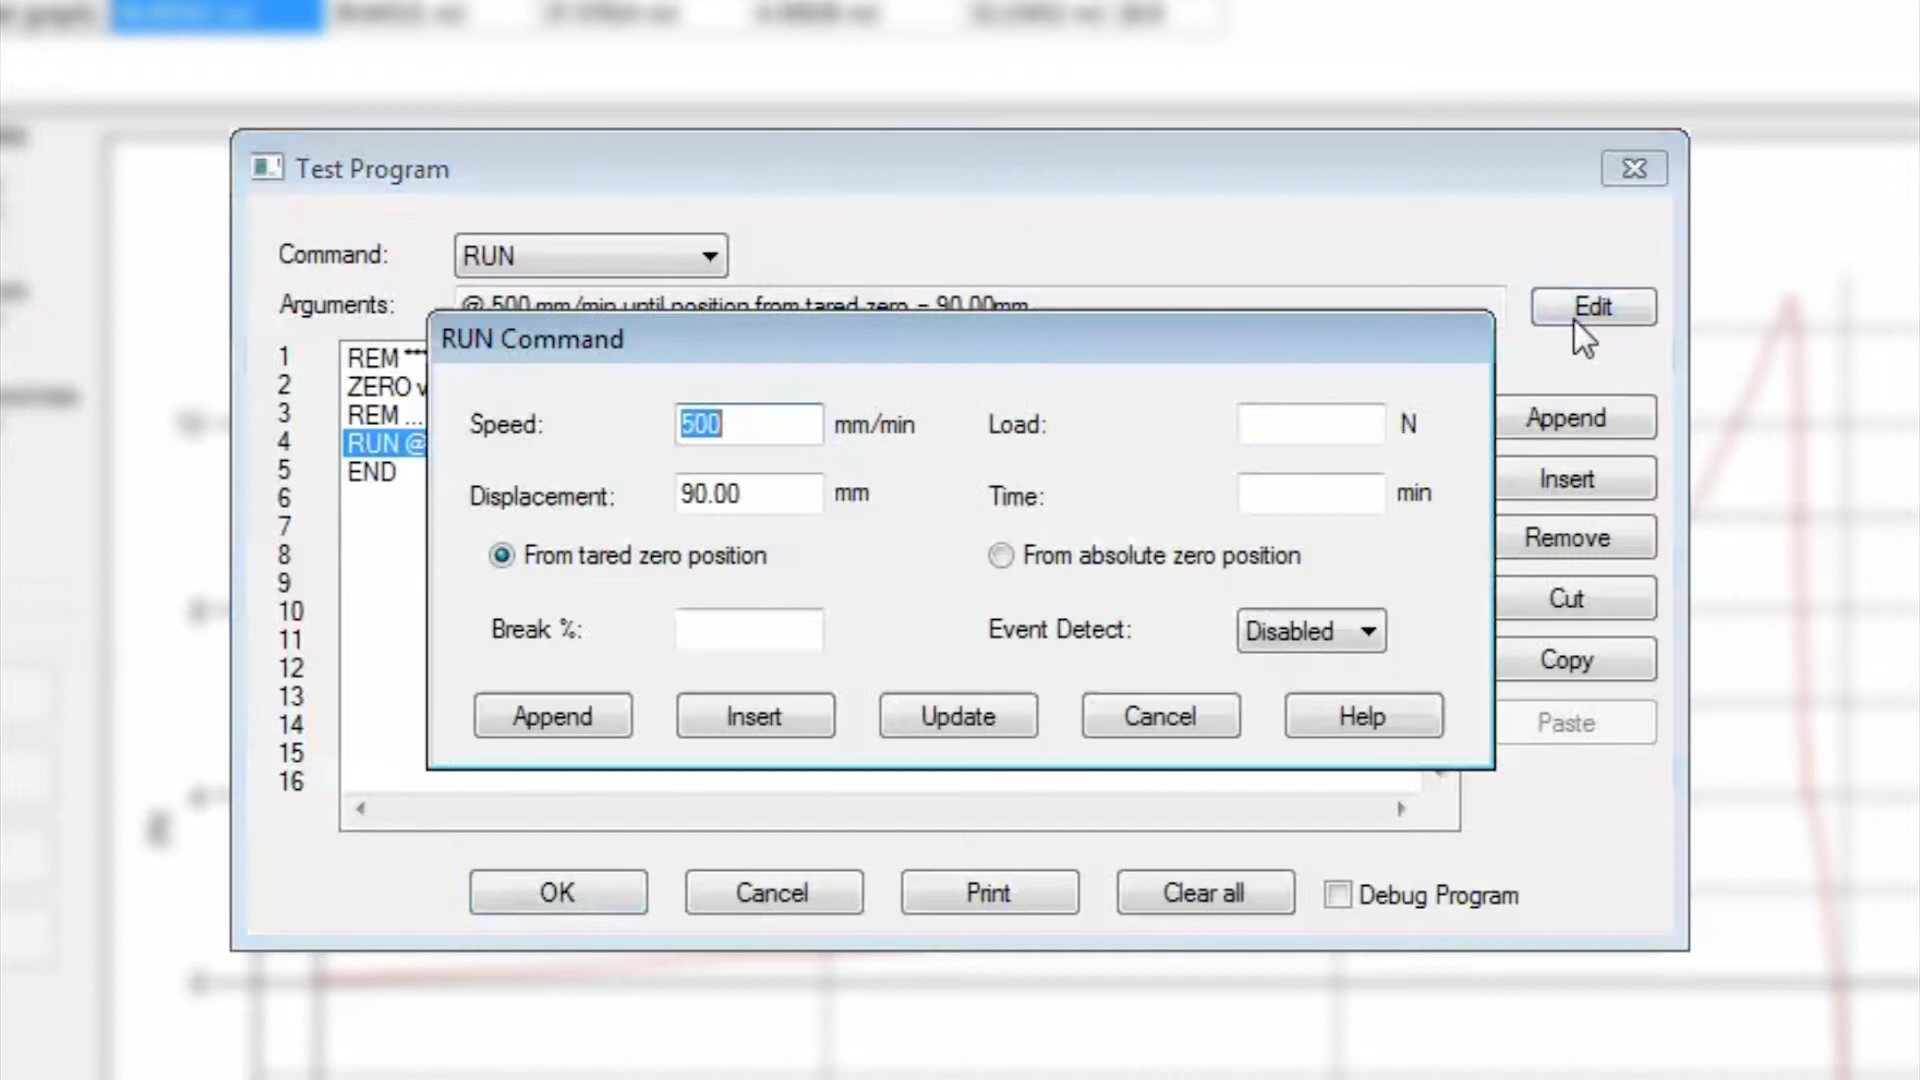 Test Program
Command: RUN
Arguments: @ 500 mm/min until position from tared zero = 90.00mm
Edit
RUN Command
1 REM ***
2 ZERO
3 REM ...
4 RUN @
5 END
6
7
8
9
10
11
12
13
14
15
16
Speed: 500 mm/min Load: N
Displacement: 90.00 mm Time: min
From tared zero position From absolute zero position
Break %: Event Detect: Disabled
Append Insert Update Cancel Help
Append
Insert
Remove
Cut
Copy
Paste
OK Cancel Print Clear all Debug Program